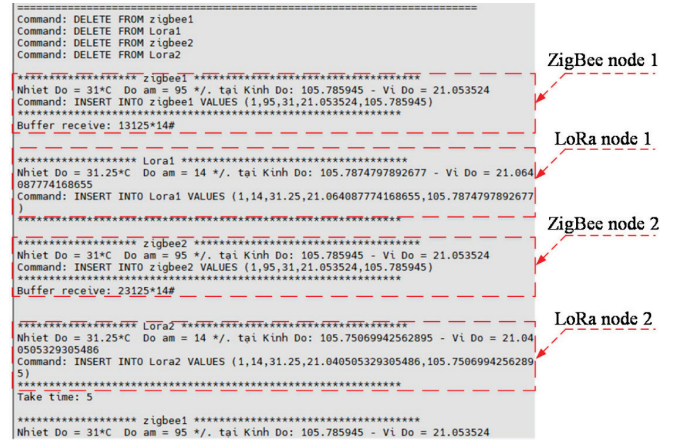 ======================================================================
Command: DELETE FROM zigbee1
Command: DELETE FROM Lora1
Command: DELETE FROM zigbee2
Command: DELETE FROM Lora2
******************* zigbee1 ************************************
Nhiet Do = 31*C  Do am = 95 */. tại Kinh Do: 105.785945 - Vi Do = 21.053524
Command: INSERT INTO zigbee1 VALUES (1,95,31,21.053524,105.785945)
*************************************************************
Buffer receive: 13125*14#
ZigBee node 1
******************* Lora1 ************************************
Nhiet Do = 31.25*C  Do am = 14 */. tại Kinh Do: 105.7874797892677 - Vi Do = 21.064
087774168655
Command: INSERT INTO Lora1 VALUES (1,14,31.25,21.064087774168655,105.7874797892677
)
*************************************************************
LoRa node 1
******************* zigbee2 ************************************
Nhiet Do = 31*C  Do am = 95 */. tại Kinh Do: 105.785945 - Vi Do = 21.053524
Command: INSERT INTO zigbee2 VALUES (1,95,31,21.053524,105.785945)
*************************************************************
Buffer receive: 23125*14#
ZigBee node 2
******************* Lora2 ************************************
Nhiet Do = 31.25*C  Do am = 14 */. tại Kinh Do: 105.75069942562895 - Vi Do = 21.04
0505329305486
Command: INSERT INTO Lora2 VALUES (1,14,31.25,21.040505329305486,105.7506994256289
5)
*************************************************************
LoRa node 2
Take time: 5
******************* zigbee1 ************************************
Nhiet Do = 31*C  Do am = 95 */. tại Kinh Do: 105.785945 - Vi Do = 21.053524